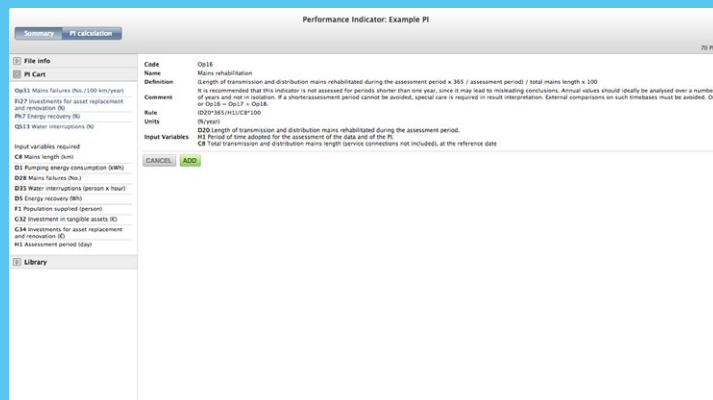 Performance Indicator: Example PI
Summary PI calculation
70
File info
PI Cart
Op31 Mains failures (No./100 km/year)
Fi27 Investments for asset replacement
and renovation (%)
Ph7 Energy recovery (%)
QS13 Water interruptions (%)
Input variables required
C8 Mains length (km)
D1 Pumping energy consumption (kWh)
D28 Mains failures (No.)
D35 Water interruptions (person x hour)
D5 Energy recovery (Wh)
F1 Population supplied (person)
G32 Investment in tangible assets (€)
G34 Investments for asset replacement
and renovation (€)
H1 Assessment period (day)
Library
Code Op16
Name Mains rehabilitation
Definition (Length of transmission and distribution mains rehabilitated during the assessment period x 365 / assessment period) / total mains length x 100
It is recommended that this indicator is not assessed for periods shorter than one year, since it may lead to misleading conclusions. Annual values should ideally be analysed over a numbe
Comment of years and not in isolation. If a shorterassessment period cannot be avoided, special care is required in result interpretation. External comparisons on such timebases must be avoided. O
or Op16 = Op17 + Op18.
Rule (D20*365/H1)/C8*100
Units (%/year)
D20 Length of transmission and distribution mains rehabilitated during the assessment period.
Input Variables H1 Period of time adopted for the assessment of the data and of the PI.
C8 Total transmission and distribution mains length (service connections not included), at the reference date
CANCEL ADD